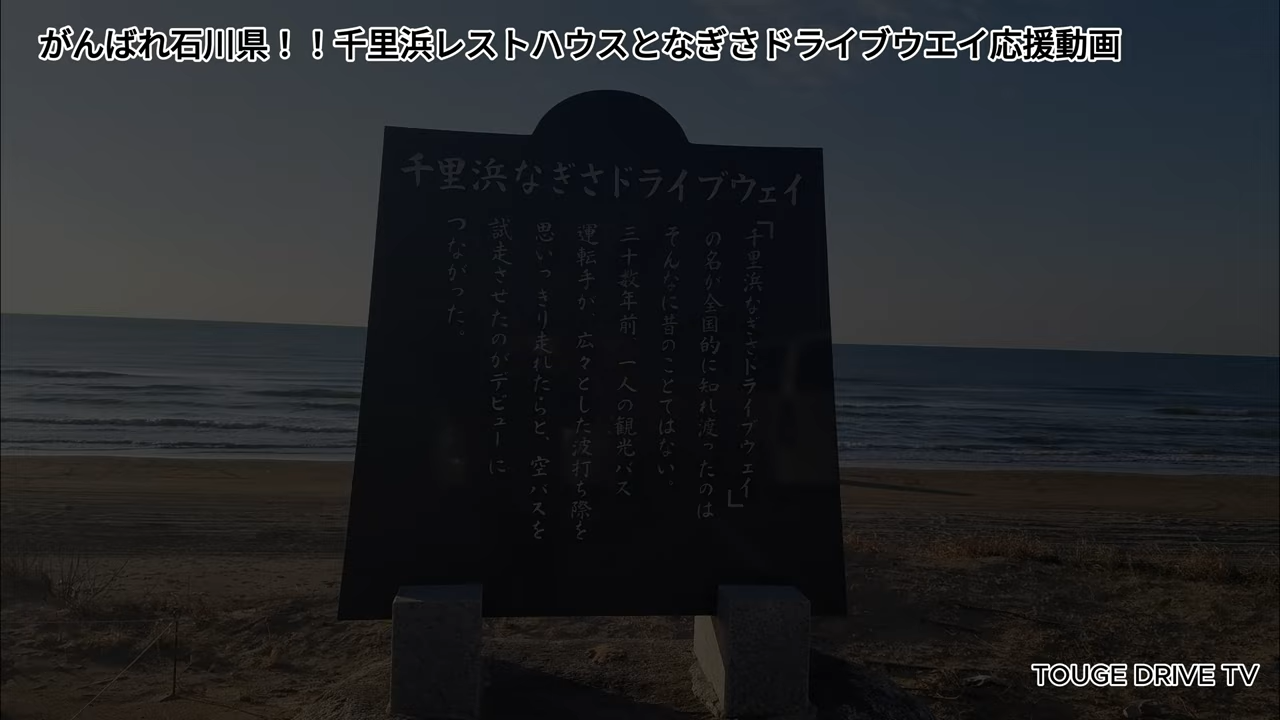 がんばれ石川県！！千里浜レストハウスとなぎさドライブウエイ応援動画
千里浜なぎさドライブウェイ
「千里浜なぎさドライブウェイ」
の名が全国的に知れ渡ったのは
そんなに昔のことではない。
三十数年前、一人の観光バス
運転手が、広々とした波打ち際を
思いっきり走れたらと、空バスを
試走させたのがデビューに
つながった。
TOUGE DRIVE TV